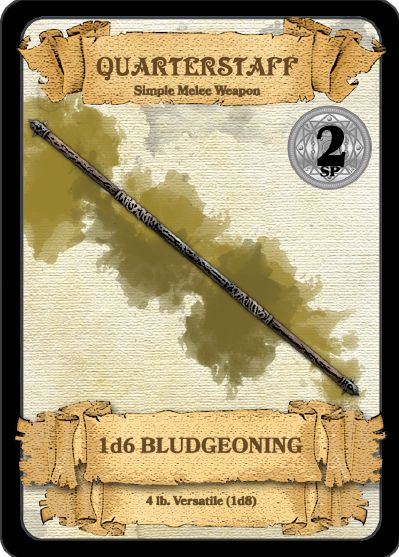 QUARTERSTAFF
Simple Melee Weapon
2
SP
1d6 BLUDGEONING
4 lb. Versatile (1d8)